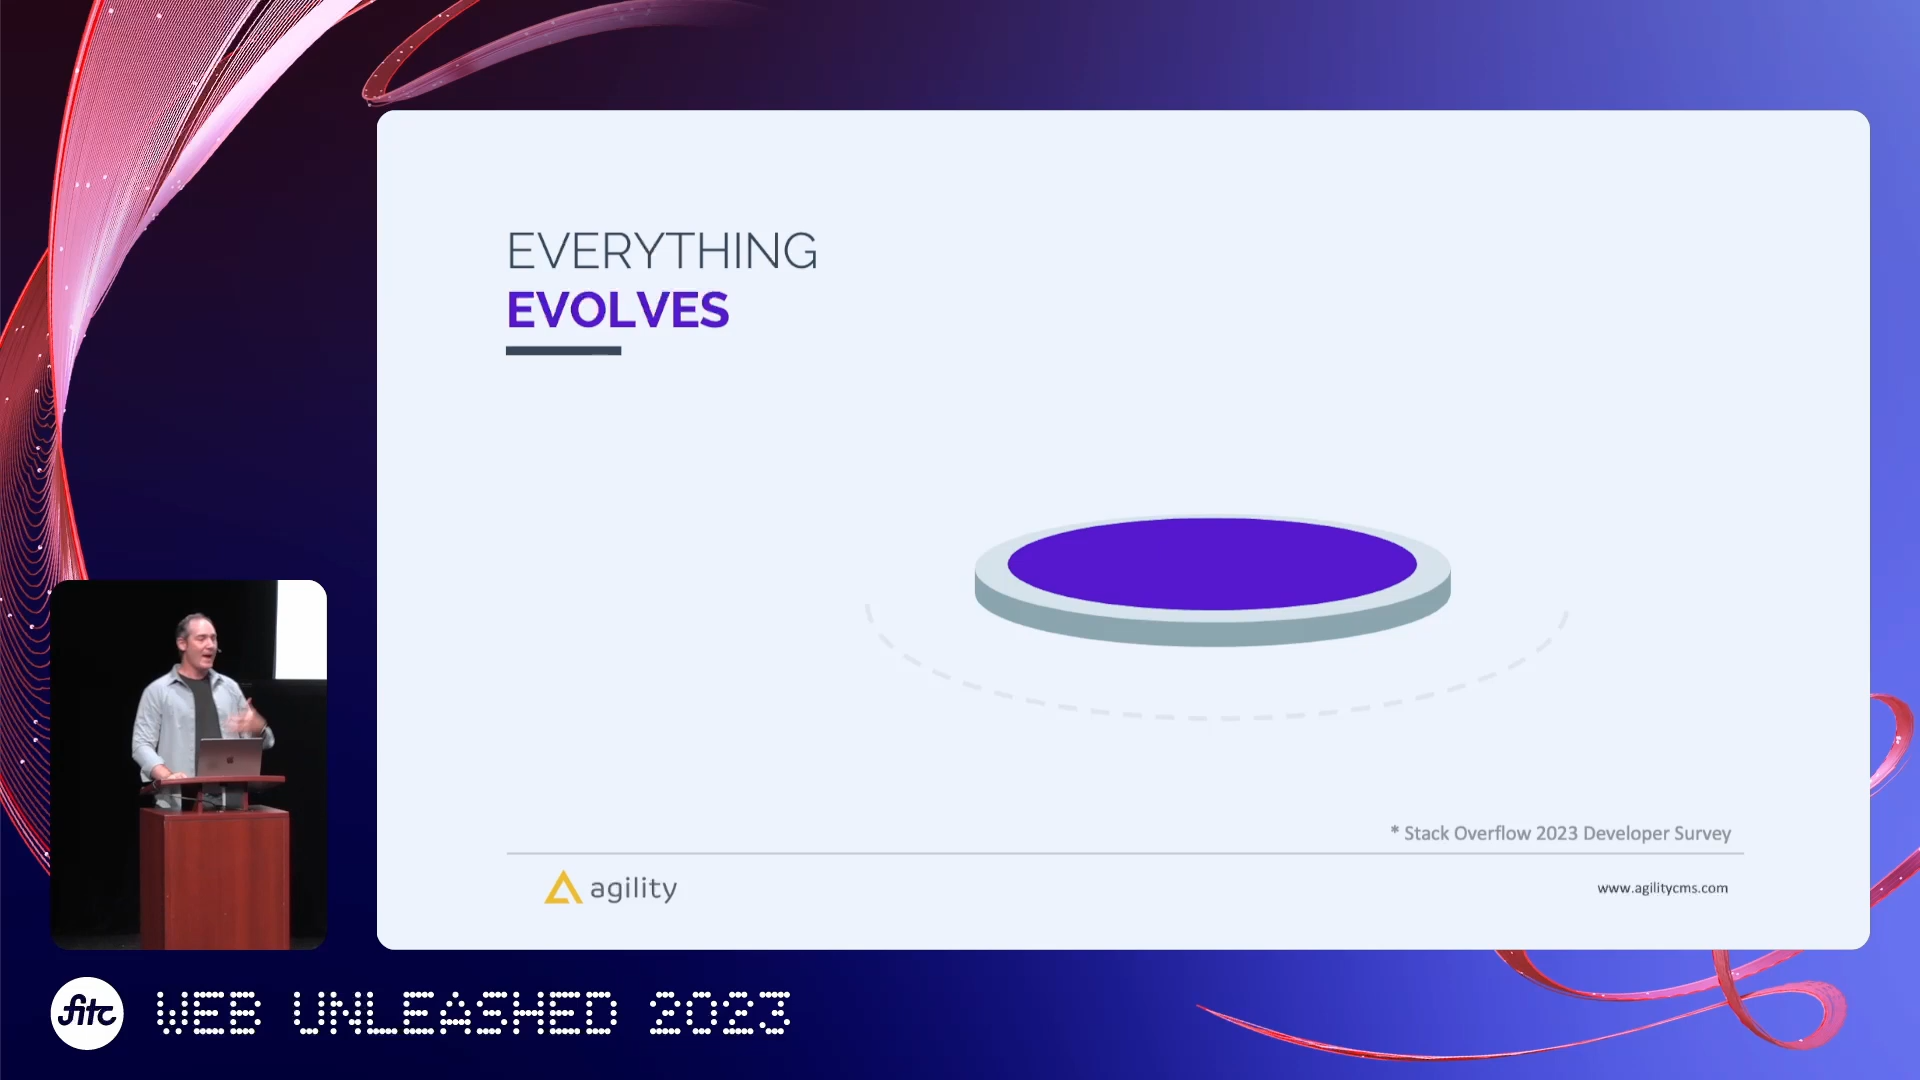 EVERYTHING
EVOLVES
* Stack Overflow 2023 Developer Survey
agility
www.agilitycms.com
fitc
WEB UNLEASHED 2023